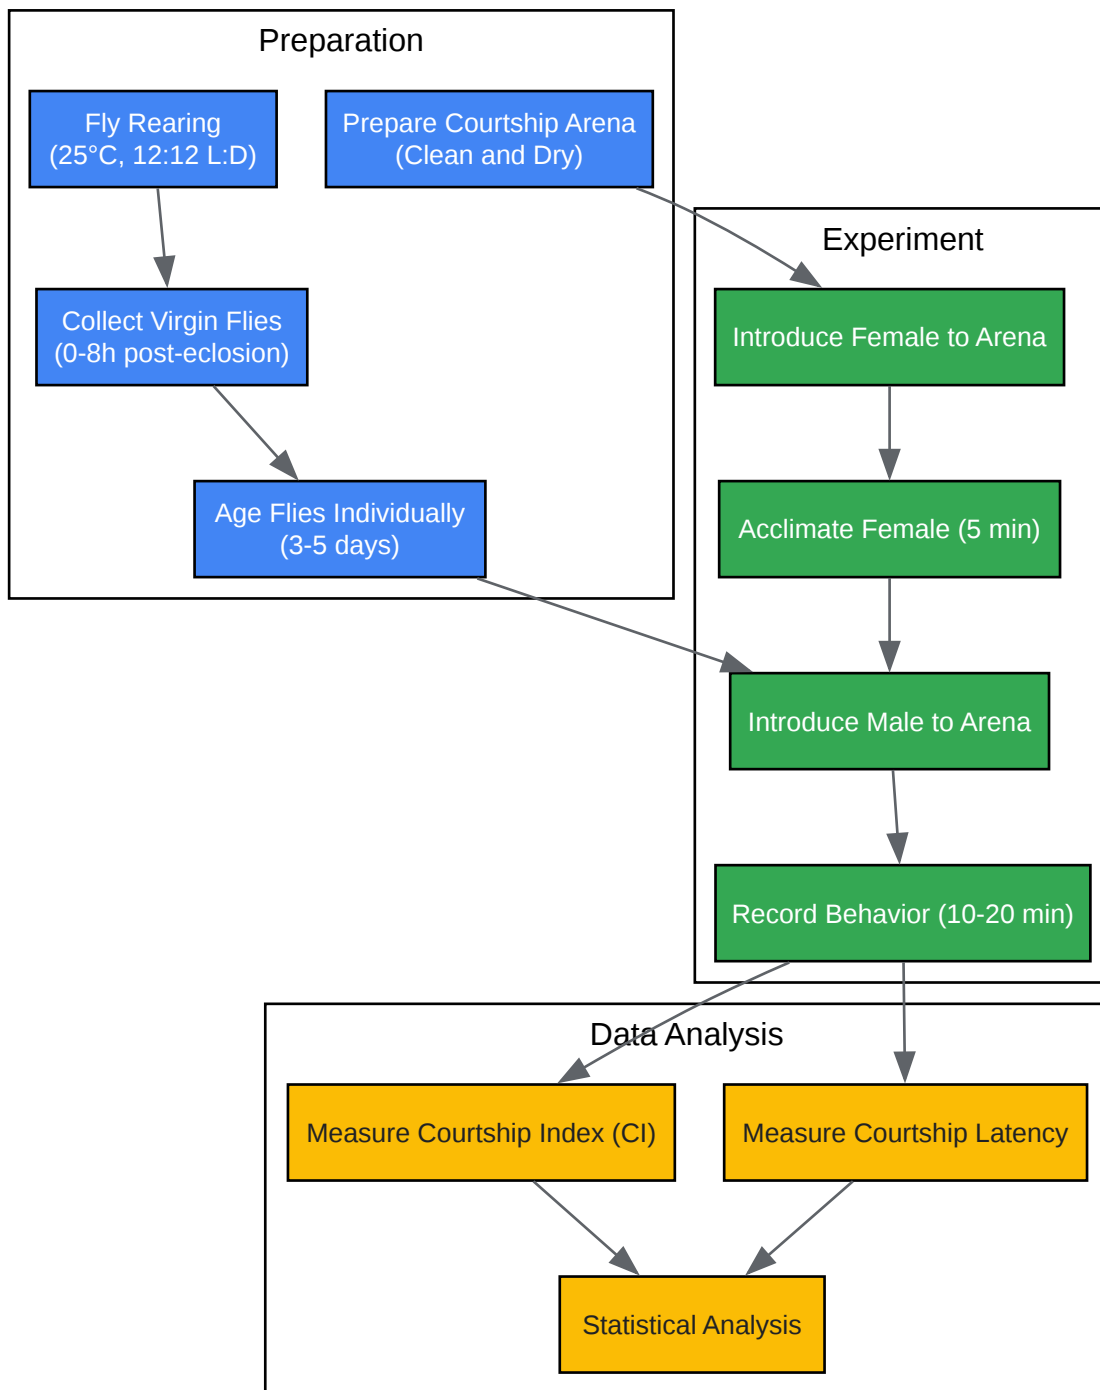 Preparation
Fly Rearing
(25°C, 12:12 L:D)
Prepare Courtship Arena
(Clean and Dry)
Collect Virgin Flies
(0-8h post-eclosion)
Age Flies Individually
(3-5 days)
Experiment
Introduce Female to Arena
Acclimate Female (5 min)
Introduce Male to Arena
Record Behavior (10-20 min)
Data Analysis
Measure Courtship Index (CI)
Measure Courtship Latency
Statistical Analysis